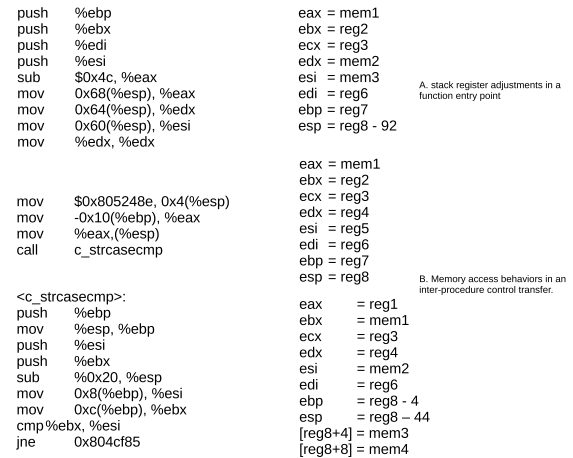 push %ebp
push %ebx
push %edi
push %esi
sub $0x4c, %eax
mov 0x68(%esp), %eax
mov 0x64(%esp), %edx
mov 0x60(%esp), %esi
mov %edx, %edx
eax = mem1
ebx = reg2
ecx = reg3
edx = mem2
esi = mem3
edi = reg6
ebp = reg7
esp = reg8 - 92
A. stack register adjustments in a
function entry point
mov $0x805248e, 0x4(%esp)
mov -0x10(%ebp), %eax
mov %eax,(%esp)
call c_strcasecmp
eax = mem1
ebx = reg2
ecx = reg3
edx = reg4
esi = reg5
edi = reg6
ebp = reg7
esp = reg8
B. Memory access behaviors in an
inter-procedure control transfer.
<c_strcasecmp>:
push %ebp
mov %esp, %ebp
push %esi
push %ebx
sub %0x20, %esp
mov 0x8(%ebp), %esi
mov 0xc(%ebp), %ebx
cmp%ebx, %esi
jne 0x804cf85
eax = reg1
ebx = mem1
ecx = reg3
edx = reg4
esi = mem2
edi = reg6
ebp = reg8 - 4
esp = reg8 – 44
[reg8+4] = mem3
[reg8+8] = mem4